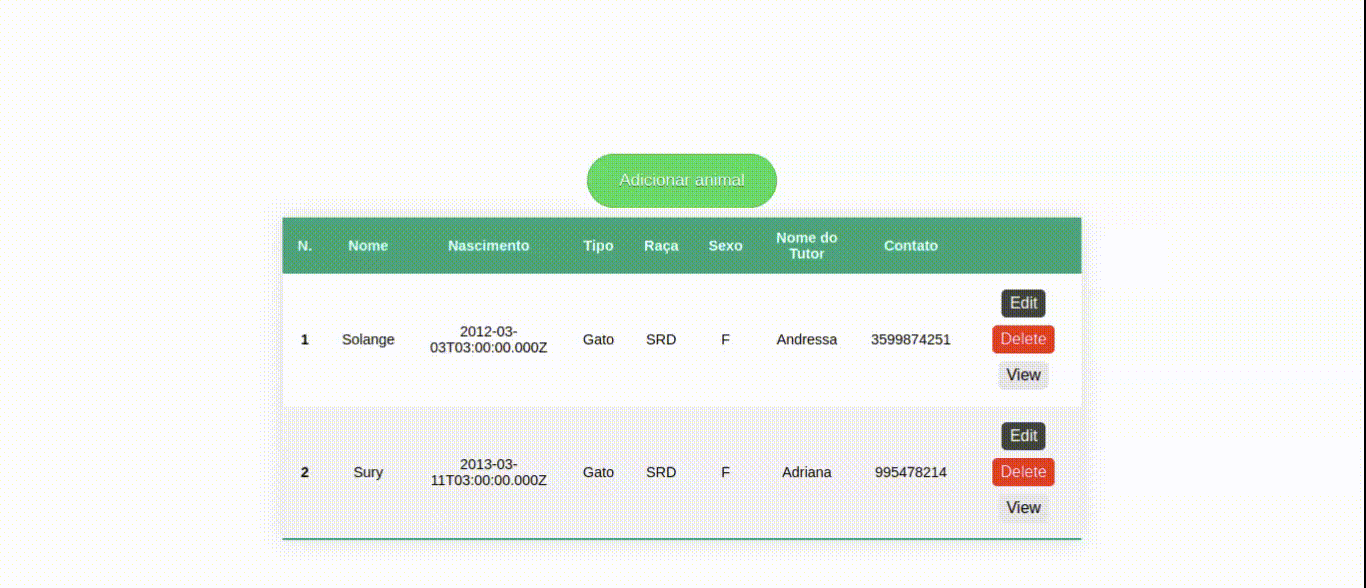 Adicionar animal
N. Nome Nascimento Tipo Raça Sexo Nome do Tutor Contato
1 Solange 2012-03-03T03:00:00.000Z Gato SRD F Andressa 3599874251
Edit
Delete
View
2 Sury 2013-03-11T03:00:00.000Z Gato SRD F Adriana 995478214
Edit
Delete
View